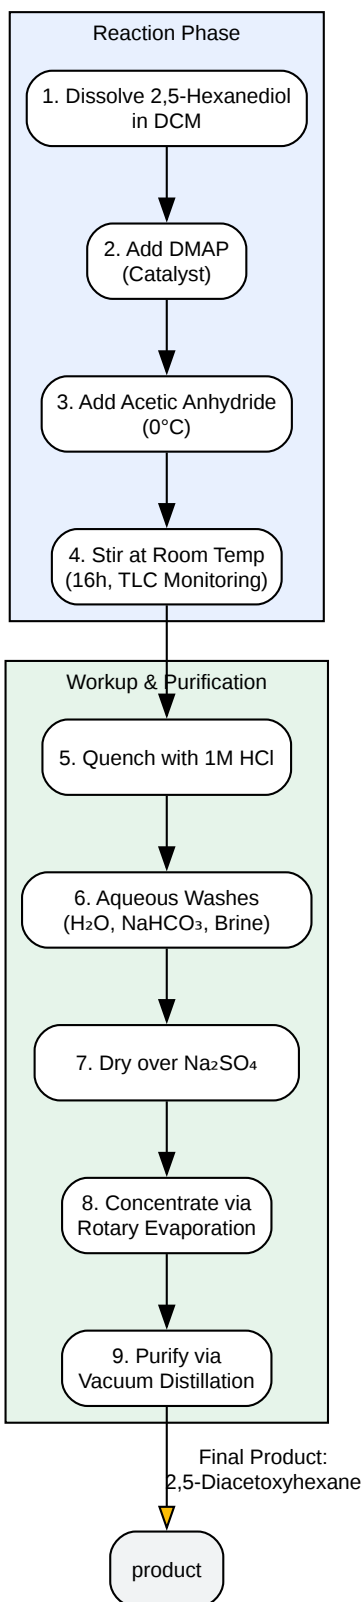 Reaction Phase
1. Dissolve 2,5-Hexanediol
in DCM
2. Add DMAP
(Catalyst)
3. Add Acetic Anhydride
(0°C)
4. Stir at Room Temp
(16h, TLC Monitoring)
Workup & Purification
5. Quench with 1M HCl
6. Aqueous Washes
(H₂O, NaHCO₃, Brine)
7. Dry over Na₂SO₄
8. Concentrate via
Rotary Evaporation
9. Purify via
Vacuum Distillation
Final Product:
2,5-Diacetoxyhexane
product